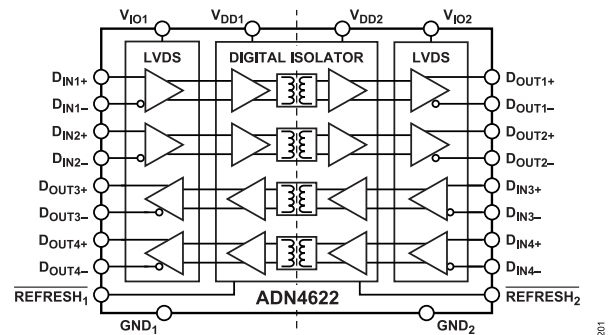 VIO1 VDD1 VDD2 VIO2
LVDS DIGITAL ISOLATOR LVDS
DIN1+ DOUT1+
DIN1− DOUT1−
DIN2+ DOUT2+
DIN2− DOUT2−
DOUT3+ DIN3+
DOUT3− DIN3−
DOUT4+ DIN4+
DOUT4− DIN4−
REFRESH1 ADN4622 REFRESH2
GND1 GND2
201